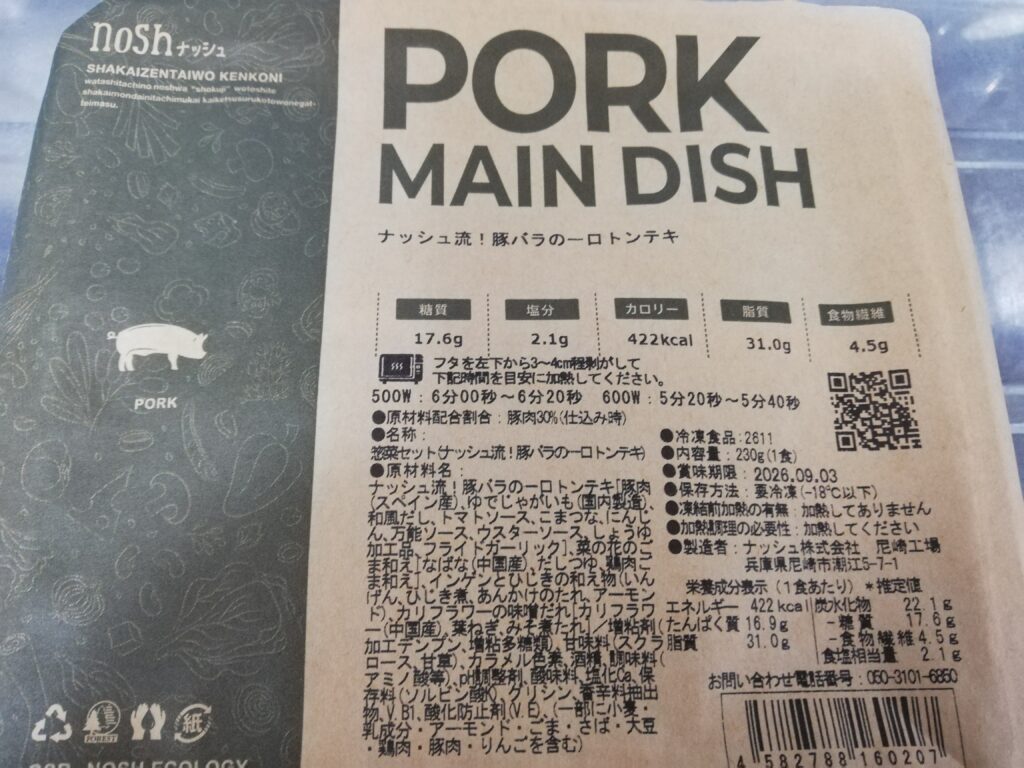 nosh ナッシュ
SHAKAIZENTAIWO KENKONI
watashitachino noshwa "shokuji" wotoshite
shakaimondainitachimukai kaiketsusurukotowonegat-
teimasu.
PORK
PORK
MAIN DISH
ナッシュ流！豚バラの一口トンテキ
糖質 塩分 カロリー 脂質 食物繊維
17.6g 2.1g 422kcal 31.0g 4.5g
フタを左下から3〜4cm程剥がして
下記時間を目安に加熱してください。
500W：6分00秒〜6分20秒 600W：5分20秒〜5分40秒
●原材料配合割合：豚肉30%(仕込み時)
●名称：
惣菜セット(ナッシュ流！豚バラの一口トンテキ)
●原材料名：
ナッシュ流！豚バラの一口トンテキ[豚肉
(スペイン産)、ゆでじゃがいも(国内製造)、
和風だし、トマトソース、こまつな、にんじ
ん、万能ソース、ウスターソース、しょうゆ
加工品、フライドガーリック]、菜の花のご
ま和え[なばな(中国産)、だしつゆ、鶏肉ご
ま和え]、インゲンとひじきの和え物(いん
げん、ひじき煮、あんかけのたれ、アーモン
ド)、カリフラワーの味噌だれ[カリフラワ
ー(中国産)、葉ねぎ、みそ煮たれ]／増粘剤(
加工デンプン、増粘多糖類)、甘味料(スクラ
ロース、甘草)、カラメル色素、酒精、調味料(
アミノ酸等)、pH調整剤、酸味料、塩化Ca、保
存料(ソルビン酸K)、グリシン、香辛料抽出
物、V.B1、酸化防止剤(V.E)、(一部に小麦・
乳成分・アーモンド・ごま・さば・大豆
・鶏肉・豚肉・りんごを含む)
●冷凍食品：2611
●内容量：230g(1食)
●賞味期限：2026.09.03
●保存方法：要冷凍(-18℃以下)
●凍結前加熱の有無：加熱してありません
●加熱調理の必要性：加熱してください
●製造者：ナッシュ株式会社 尼崎工場
兵庫県尼崎市潮江5-7-1
栄養成分表示（1食あたり）＊推定値
エネルギー 422kcal 炭水化物 22.1g
たんぱく質 16.9g －糖質 17.6g
脂質 31.0g －食物繊維 4.5g
食塩相当量 2.1g
お問い合わせ電話番号：050-3101-6850
4 582788 160207
FOREST
紙
NOSH ECOLOGY